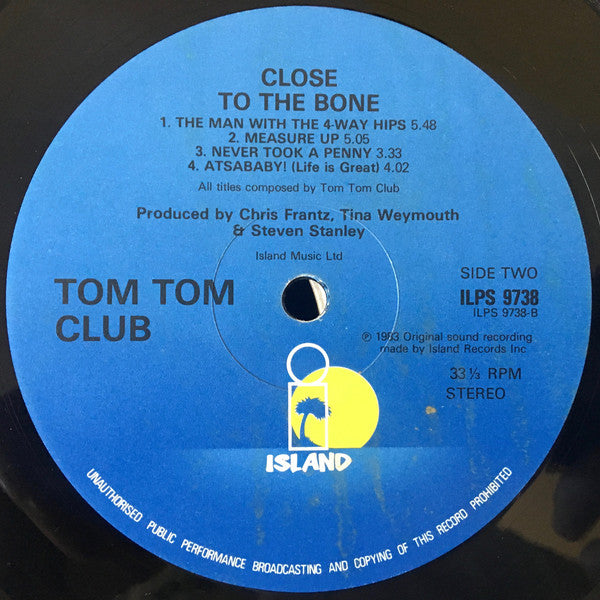 CLOSE
TO THE BONE
1. THE MAN WITH THE 4-WAY HIPS 5.48
2. MEASURE UP 5.05
3. NEVER TOOK A PENNY 3.33
4. ATSABABY! (Life is Great) 4.02
All titles composed by Tom Tom Club
Produced by Chris Frantz, Tina Weymouth
& Steven Stanley
Island Music Ltd
TOM TOM
CLUB
SIDE TWO
ILPS 9738
ILPS 9738-B
℗ 1983 Original sound recording
made by Island Records Inc
33⅓ RPM
STEREO
ISLAND
UNAUTHORISED PUBLIC PERFORMANCE BROADCASTING AND COPYING OF THIS RECORD PROHIBITED